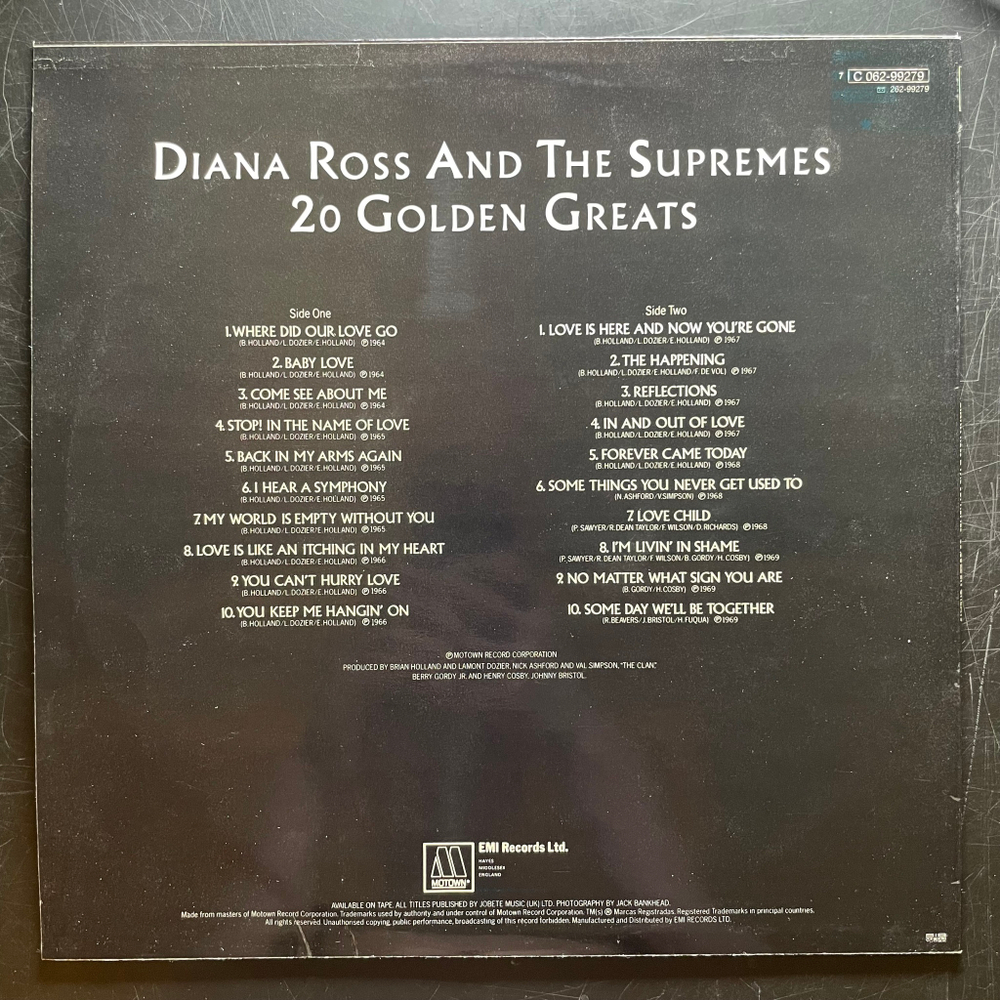 7 C 062-99279
262-99279
DIANA ROSS AND THE SUPREMES
20 GOLDEN GREATS
Side One
1. WHERE DID OUR LOVE GO
(B.HOLLAND/L.DOZIER/E.HOLLAND) ℗1964
2. BABY LOVE
(B.HOLLAND/L.DOZIER/E.HOLLAND) ℗1964
3. COME SEE ABOUT ME
(B.HOLLAND/L.DOZIER/E.HOLLAND) ℗1964
4. STOP! IN THE NAME OF LOVE
(B.HOLLAND/L.DOZIER/E.HOLLAND) ℗1965
5. BACK IN MY ARMS AGAIN
(B.HOLLAND/L.DOZIER/E.HOLLAND) ℗1965
6. I HEAR A SYMPHONY
(B.HOLLAND/L.DOZIER/E.HOLLAND) ℗1965
7. MY WORLD IS EMPTY WITHOUT YOU
(B.HOLLAND/L.DOZIER/E.HOLLAND) ℗1965
8. LOVE IS LIKE AN ITCHING IN MY HEART
(B.HOLLAND/L.DOZIER/E.HOLLAND) ℗1966
9. YOU CAN'T HURRY LOVE
(B.HOLLAND/L.DOZIER/E.HOLLAND) ℗1966
10. YOU KEEP ME HANGIN' ON
(B.HOLLAND/L.DOZIER/E.HOLLAND) ℗1966
Side Two
1. LOVE IS HERE AND NOW YOU'RE GONE
(B.HOLLAND/L.DOZIER/E.HOLLAND) ℗1967
2. THE HAPPENING
(B.HOLLAND/L.DOZIER/E.HOLLAND/F. DE VOL) ℗1967
3. REFLECTIONS
(B.HOLLAND/L.DOZIER/E.HOLLAND) ℗1967
4. IN AND OUT OF LOVE
(B.HOLLAND/L.DOZIER/E.HOLLAND) ℗1967
5. FOREVER CAME TODAY
(B.HOLLAND/L.DOZIER/E.HOLLAND) ℗1968
6. SOME THINGS YOU NEVER GET USED TO
(N.ASHFORD/V.SIMPSON) ℗1968
7. LOVE CHILD
(P. SAWYER/R.DEAN TAYLOR/F. WILSON/D.RICHARDS) ℗1968
8. I'M LIVIN' IN SHAME
(P. SAWYER/R. DEAN TAYLOR/F. WILSON/B. GORDY/H. COSBY) ℗1969
9. NO MATTER WHAT SIGN YOU ARE
(B. GORDY/H.COSBY) ℗1969
10. SOME DAY WE'LL BE TOGETHER
(R.BEAVERS/J.BRISTOL/H.FUQUA) ℗1969
℗MOTOWN RECORD CORPORATION
PRODUCED BY BRIAN HOLLAND AND LAMONT DOZIER, NICK ASHFORD AND VAL SIMPSON, "THE CLAN",
BERRY GORDY JR. AND HENRY COSBY, JOHNNY BRISTOL.
MOTOWN®
EMI Records Ltd.
HAYES
MIDDLESEX
ENGLAND
AVAILABLE ON TAPE. ALL TITLES PUBLISHED BY JOBETE MUSIC (UK) LTD. PHOTOGRAPHY BY JACK BANKHEAD.
Made from masters of Motown Record Corporation. Trademarks used by authority and under control of Motown Record Corporation. TM(s) ® Marcas Registradas. Registered Trademarks in principal countries.
All rights reserved. Unauthorised copying, public performance, broadcasting of this record forbidden. Manufactured and Distributed by EMI RECORDS LTD.